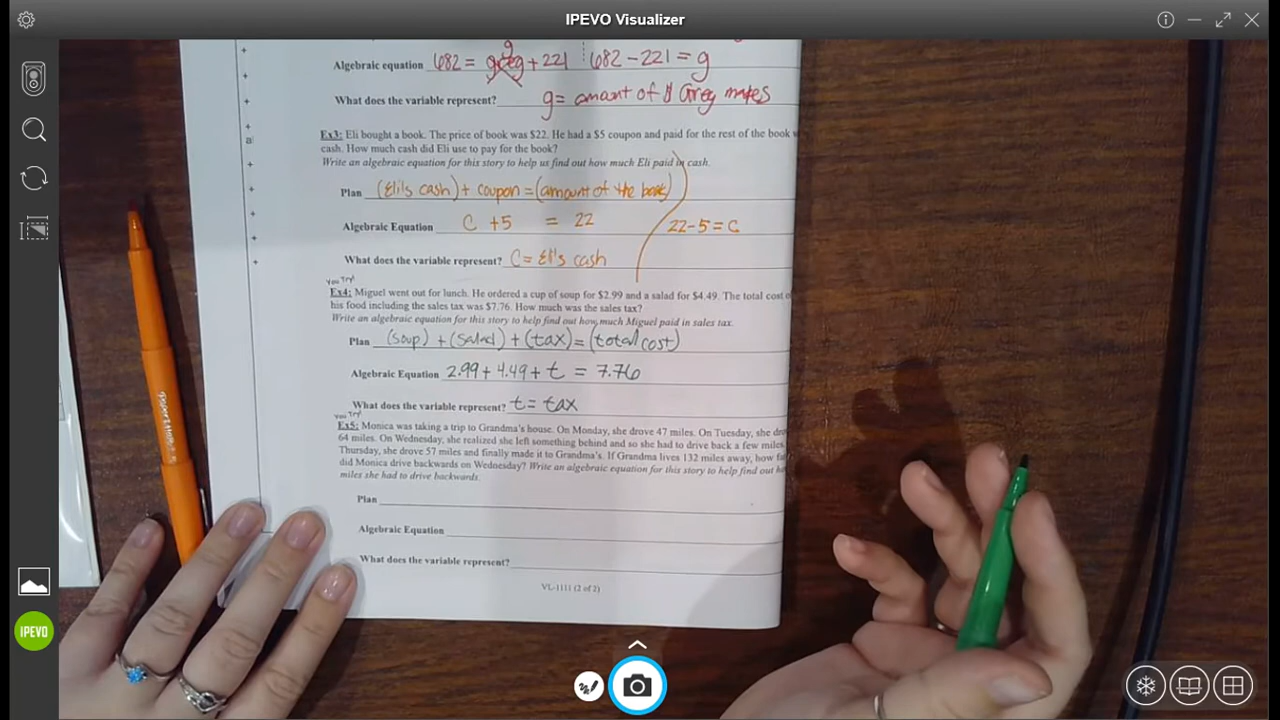 IPEVO Visualizer
Algebraic equation 682 = g + 221 682 - 221 = g
What does the variable represent? g = amount of $ Greg makes
Ex3: Eli bought a book. The price of book was $22. He had a $5 coupon and paid for the rest of the book
cash. How much cash did Eli use to pay for the book?
Write an algebraic equation for this story to help us find out how much Eli paid in cash.
Plan (Eli's cash) + coupon = (amount of the book)
Algebraic Equation C + 5 = 22 22 - 5 = C
What does the variable represent? C = Eli's cash
You Try!
Ex4: Miguel went out for lunch. He ordered a cup of soup for $2.99 and a salad for $4.49. The total cost
his food including the sales tax was $7.76. How much was the sales tax?
Write an algebraic equation for this story to help find out how much Miguel paid in sales tax.
Plan (soup) + (salad) + (tax) = (total cost)
Algebraic Equation 2.99 + 4.49 + t = 7.76
What does the variable represent? t = tax
You Try!
Ex5: Monica was taking a trip to Grandma's house. On Monday, she drove 47 miles. On Tuesday, she
64 miles. On Wednesday, she realized she left something behind and so she had to drive back a few miles
Thursday, she drove 57 miles and finally made it to Grandma's. If Grandma lives 132 miles away, how
did Monica drive backwards on Wednesday? Write an algebraic equation for this story to help find out
miles she had to drive backwards.
Plan
Algebraic Equation
What does the variable represent?
VL-1111 (2 of 2)
IPEVO